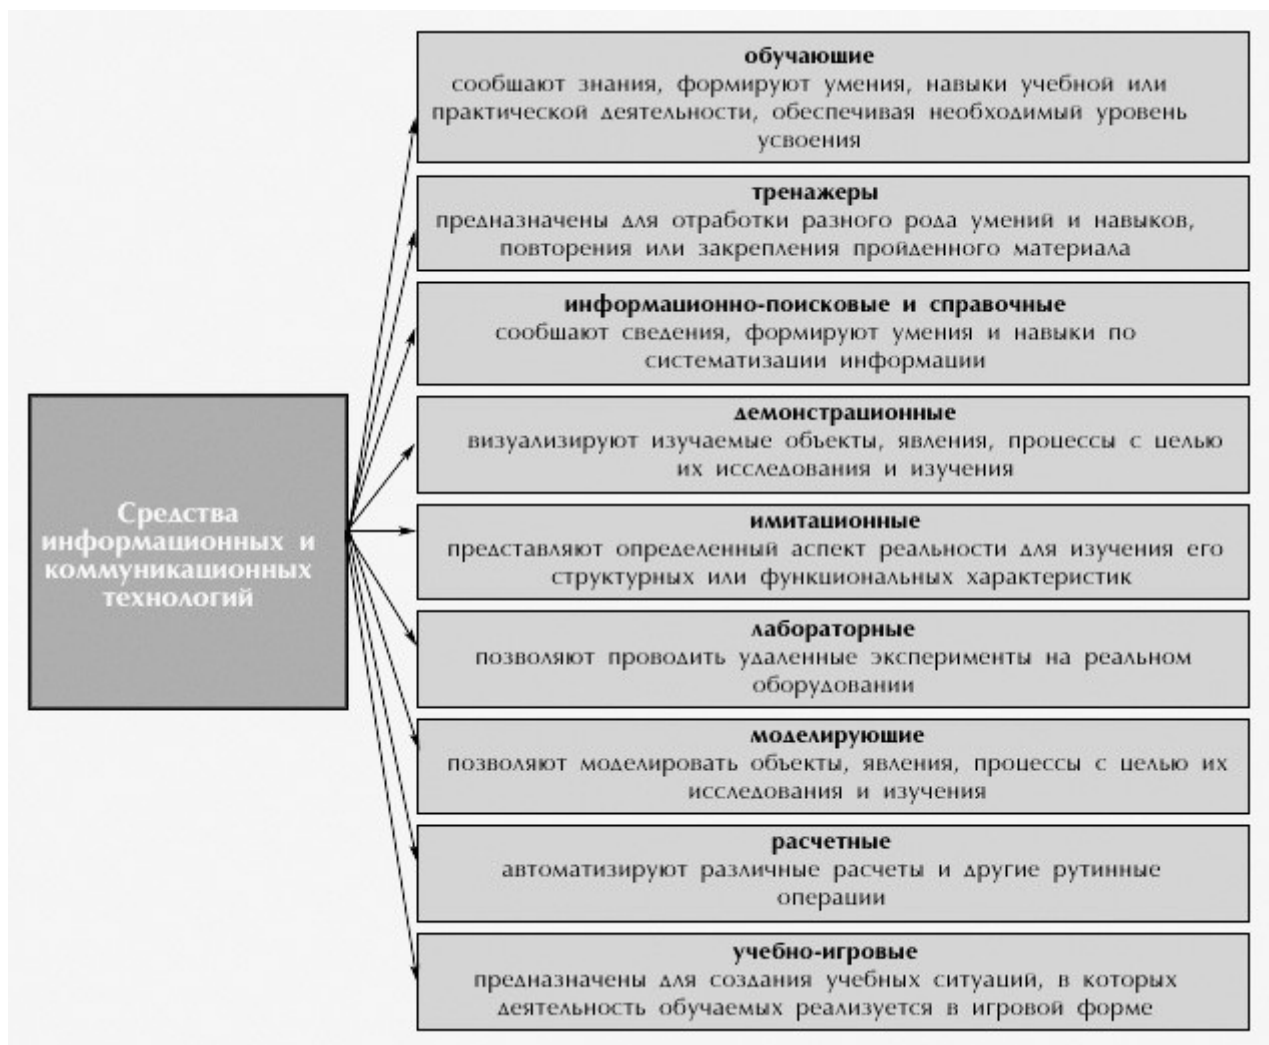 Средства
информационных и
коммуникационных
технологий
обучающие
сообщают знания, формируют умения, навыки учебной или
практической деятельности, обеспечивая необходимый уровень
усвоения
тренажеры
предназначены для отработки разного рода умений и навыков,
повторения или закрепления пройденного материала
информационно-поисковые и справочные
сообщают сведения, формируют умения и навыки по
систематизации информации
демонстрационные
визуализируют изучаемые объекты, явления, процессы с целью
их исследования и изучения
имитационные
представляют определенный аспект реальности для изучения его
структурных или функциональных характеристик
лабораторные
позволяют проводить удаленные эксперименты на реальном
оборудовании
моделирующие
позволяют моделировать объекты, явления, процессы с целью их
исследования и изучения
расчетные
автоматизируют различные расчеты и другие рутинные
операции
учебно-игровые
предназначены для создания учебных ситуаций, в которых
деятельность обучаемых реализуется в игровой форме